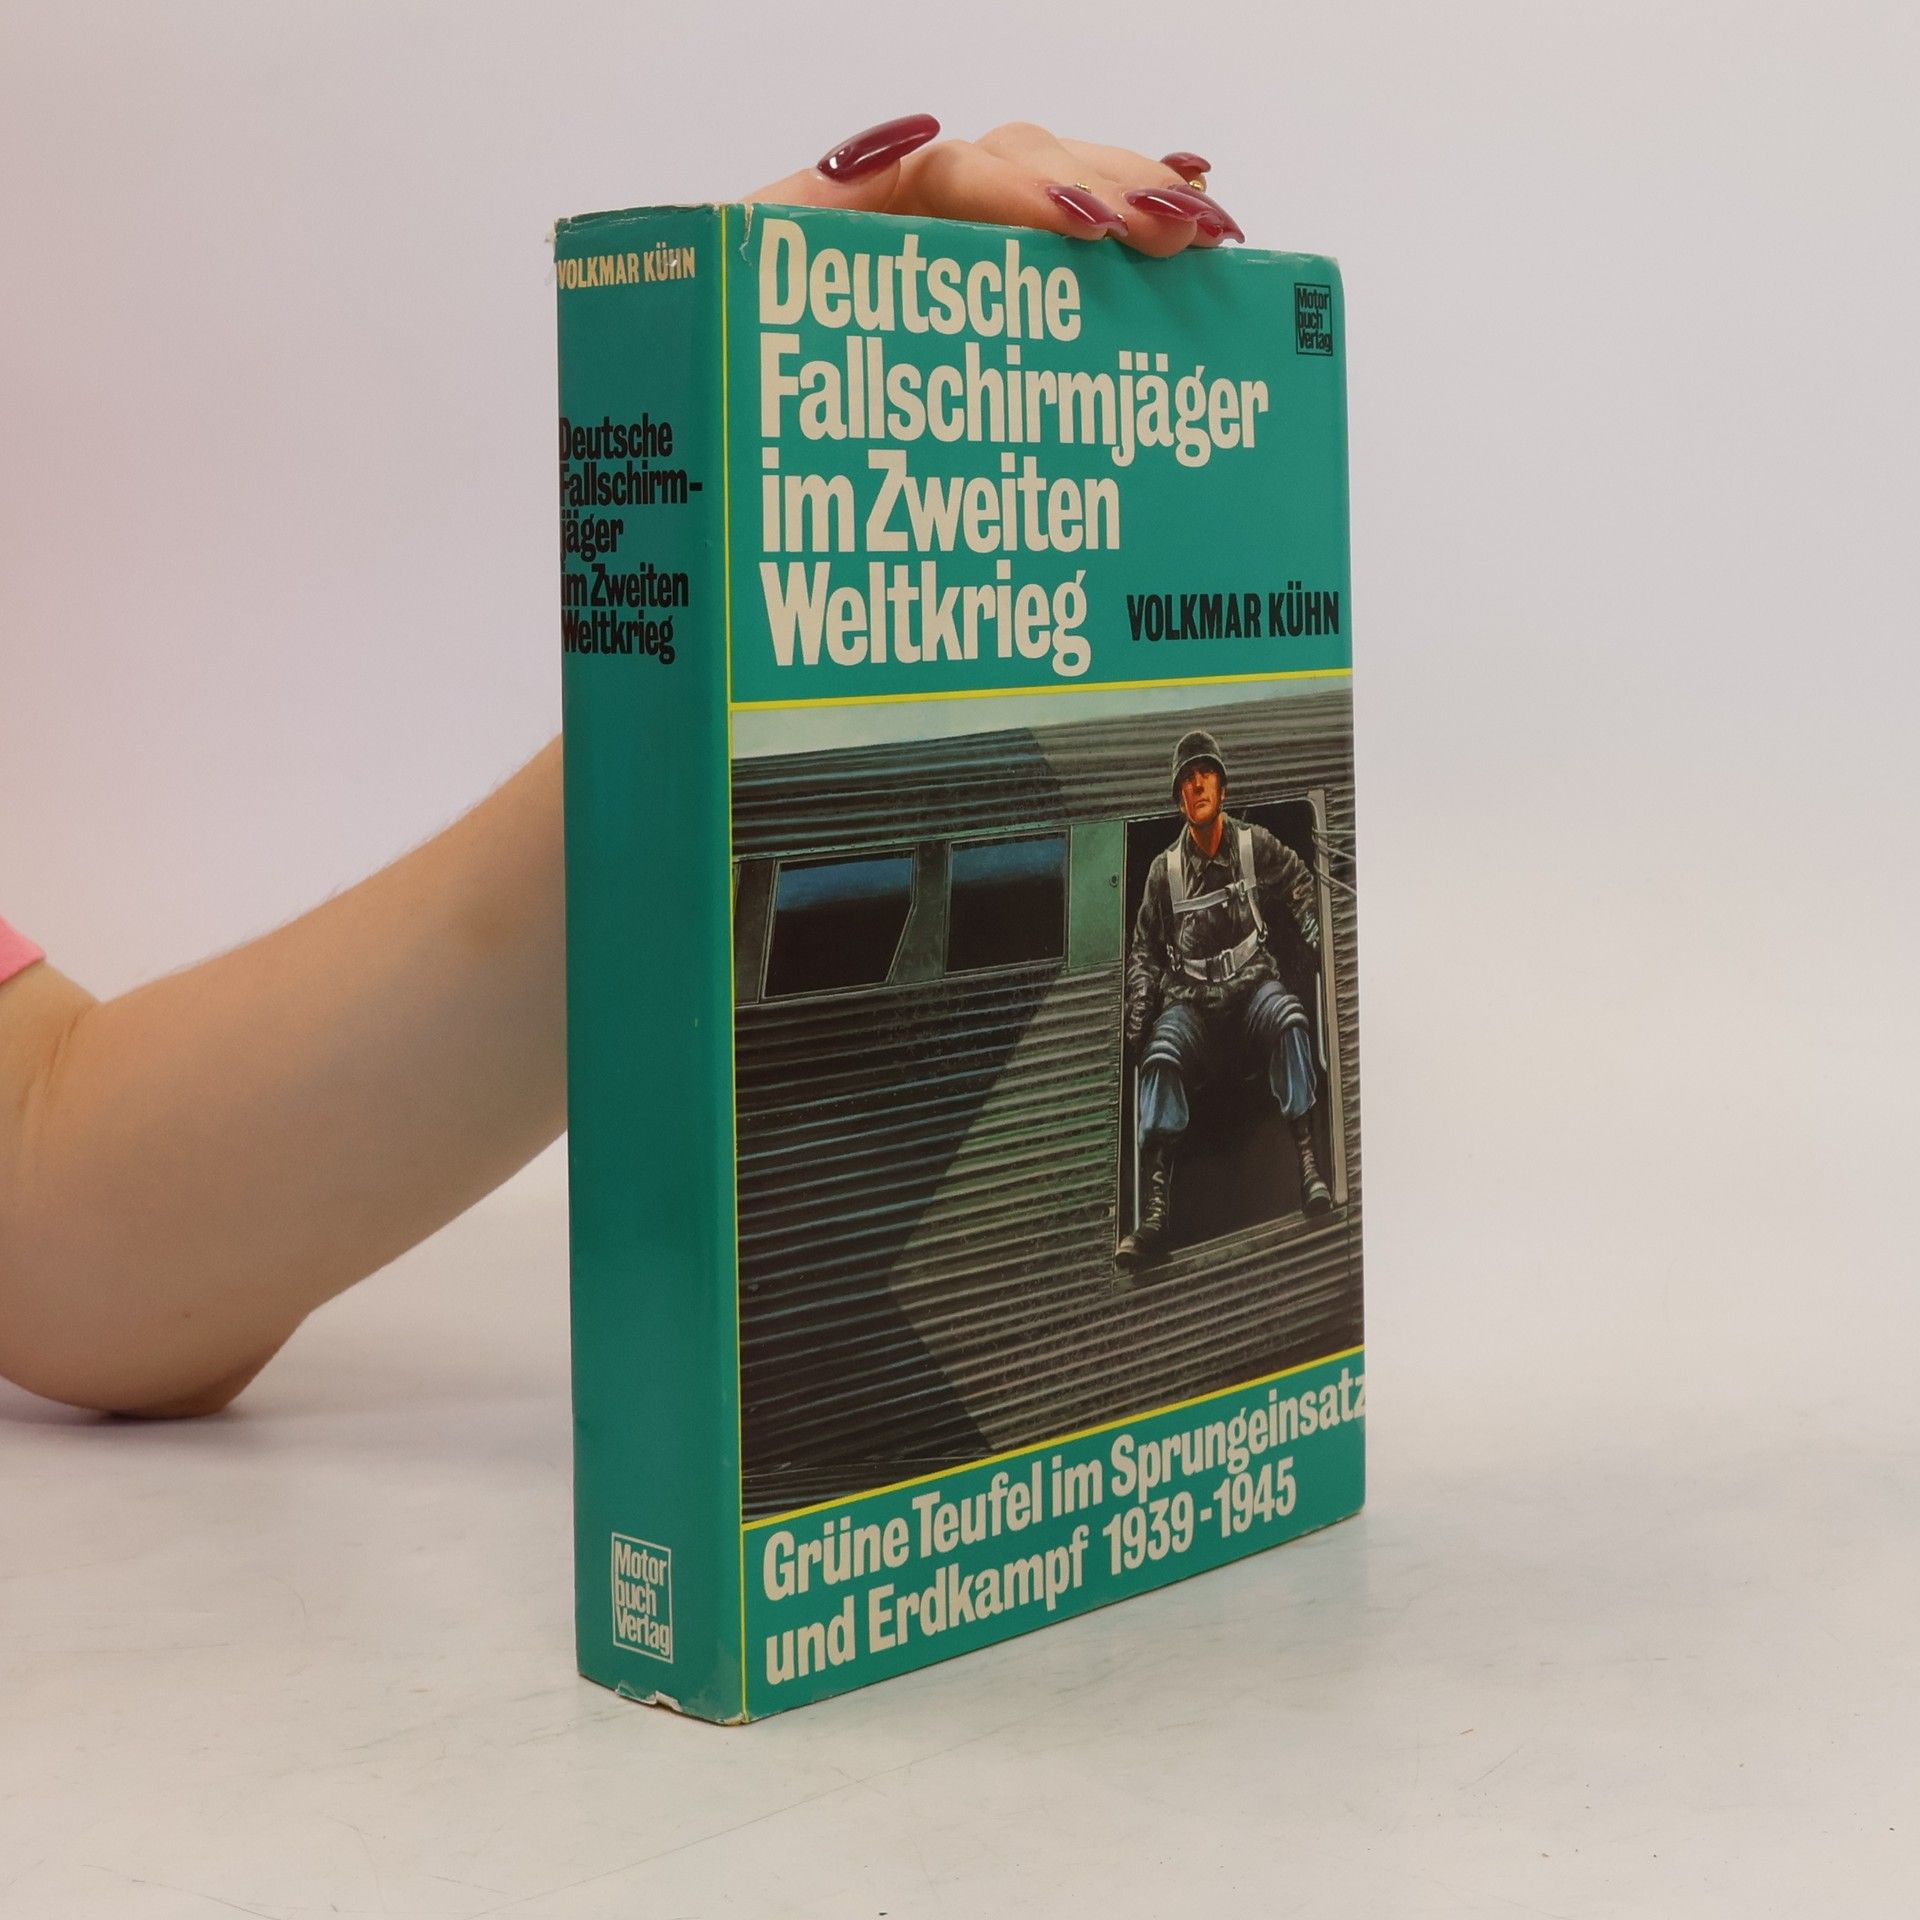 VOLKMAR KÜHN
Deutsche
Fallschirm-
jäger
im Zweiten
Weltkrieg
Motor
buch
Verlag
Deutsche
Fallschirmjäger
im Zweiten
Weltkrieg
VOLKMAR KÜHN
Motor
buch
Verlag
Grüne Teufel im Sprungeinsatz
und Erdkampf 1939-1945